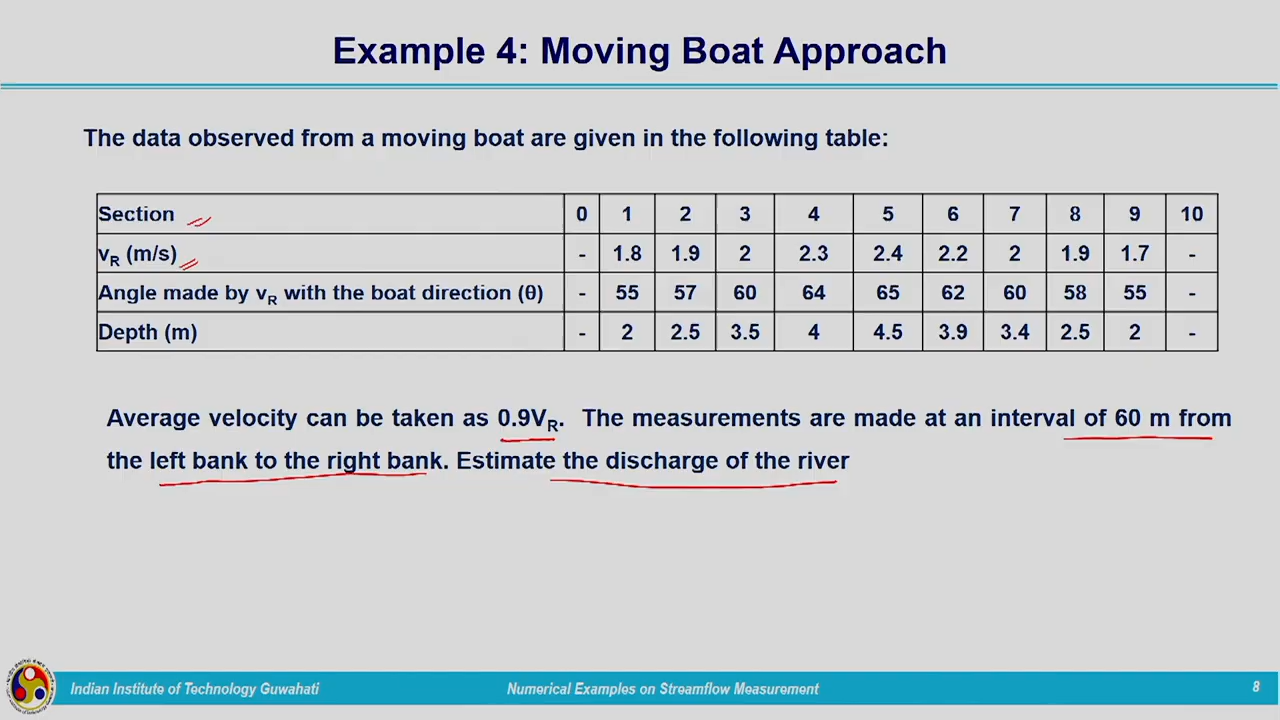 Example 4: Moving Boat Approach
The data observed from a moving boat are given in the following table:
Section 0 1 2 3 4 5 6 7 8 9 10
vR (m/s) - 1.8 1.9 2 2.3 2.4 2.2 2 1.9 1.7 -
Angle made by vR with the boat direction (θ) - 55 57 60 64 65 62 60 58 55 -
Depth (m) - 2 2.5 3.5 4 4.5 3.9 3.4 2.5 2 -
Average velocity can be taken as 0.9VR. The measurements are made at an interval of 60 m from
the left bank to the right bank. Estimate the discharge of the river
Indian Institute of Technology Guwahati Numerical Examples on Streamflow Measurement 8